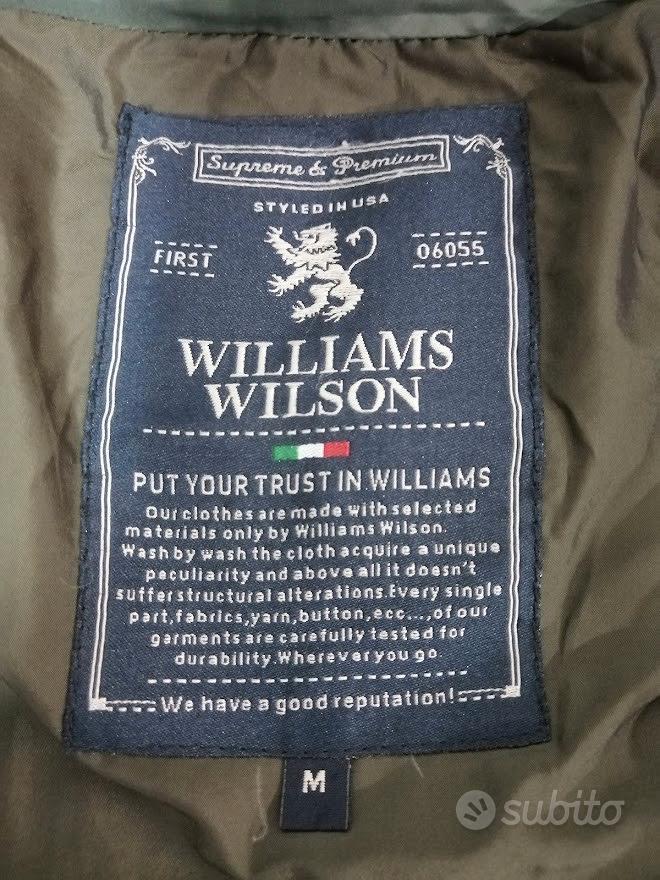 Supreme & Premium
STYLED IN USA
FIRST
06055
WILLIAMS
WILSON
PUT YOUR TRUST IN WILLIAMS
Our clothes are made with selected
materials only by Williams Wilson.
Wash by wash the cloth acquire a unique
peculiarity and above all it doesn't
suffer structural alterations.Every single
part,fabrics,yarn,button,ecc...,of our
garments are carefully tested for
durability.Wherever you go.
We have a good reputation!
M
subito